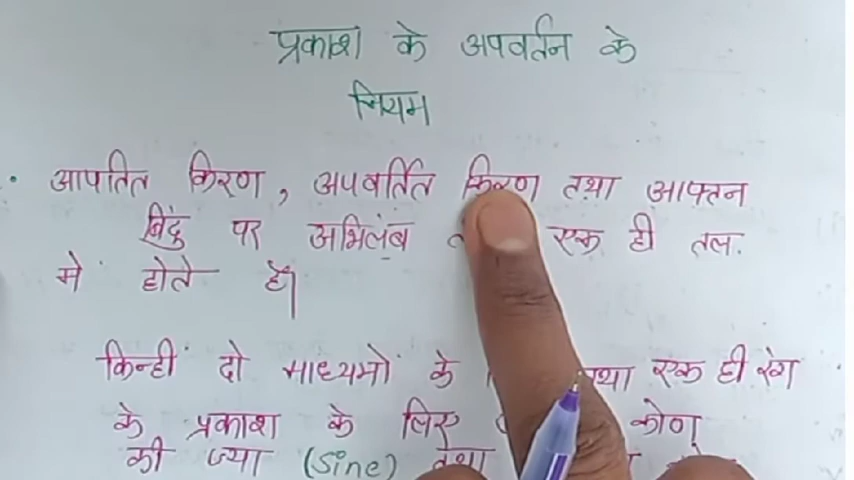 प्रकाश के अपवर्तन के
नियम
आपतित किरण, अपवर्तित किरण तथा आपतन
बिंदु पर अभिलंब एक ही तल
मे होते हैं|
किन्हीं दो माध्यमों के तथा एक ही रंग
के प्रकाश के लिए कोण
की ज्या (sine) तथा